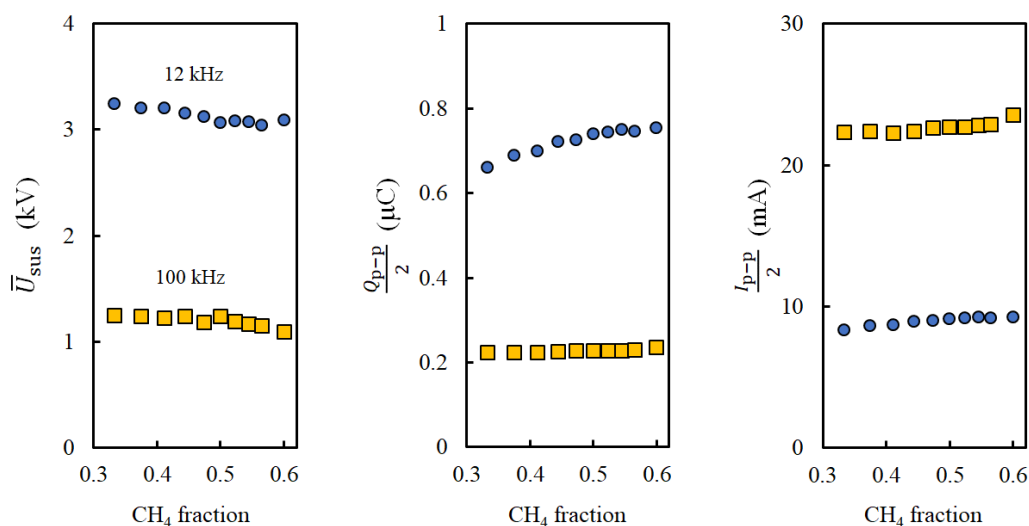 4
3
2
1
0
U̅sus (kV)
12 kHz
100 kHz
0.3 0.4 0.5 0.6
CH₄ fraction
1
0.8
0.6
0.4
0.2
0
Qp−p/2 (μC)
0.3 0.4 0.5 0.6
CH₄ fraction
30
20
10
0
Ip−p/2 (mA)
0.3 0.4 0.5 0.6
CH₄ fraction